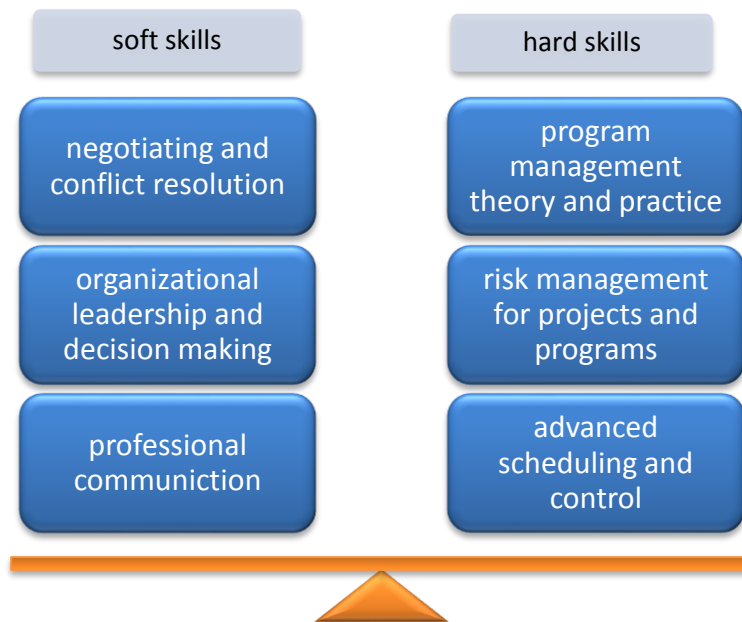 soft skills
negotiating and
conflict resolution
organizational
leadership and
decision making
professional
communiction
hard skills
program
management
theory and practice
risk management
for projects and
programs
advanced
scheduling and
control